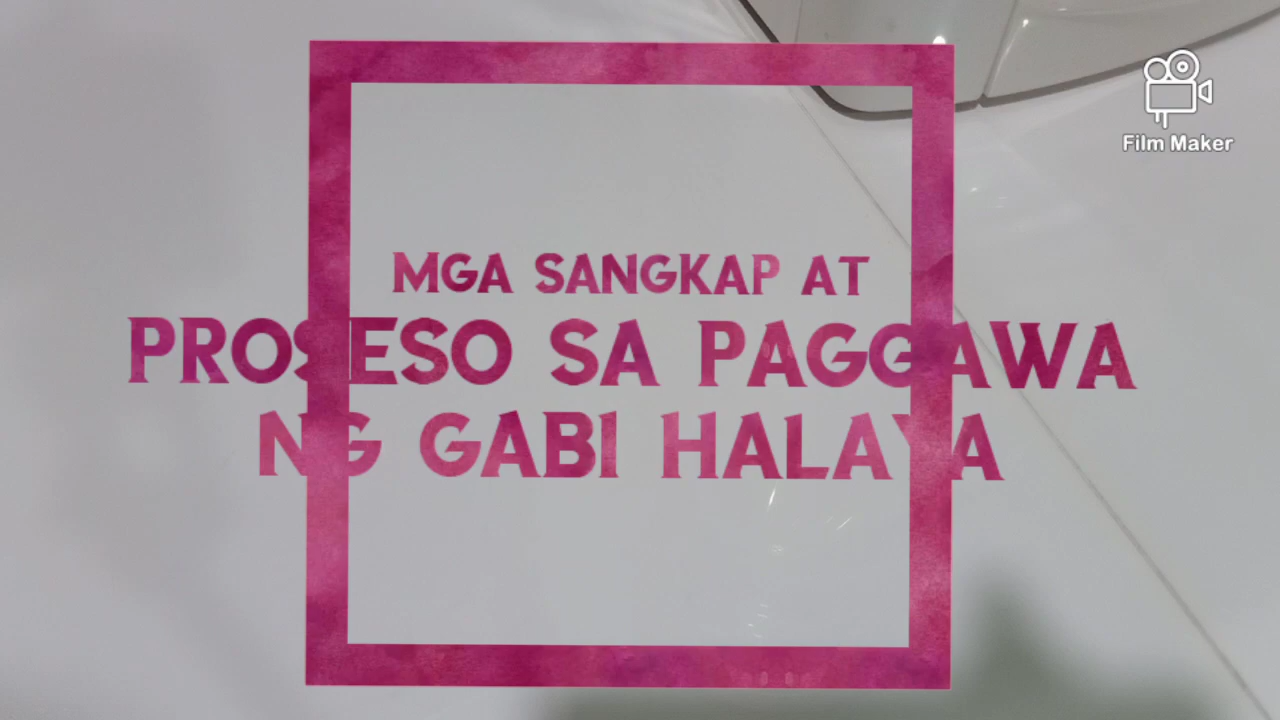 Film Maker
MGA SANGKAP AT
PROSESO SA PAGGAWA
NG GABI HALAYA